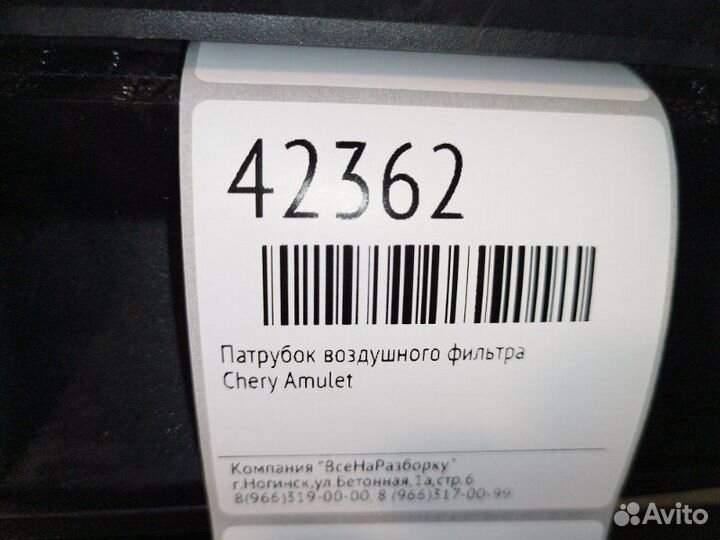 42362
Патрубок воздушного фильтра
Chery Amulet
Компания "ВсеНаРазборку"
г.Ногинск,ул.Бетонная,1а,стр.6
8(966)319-00-00, 8 (966)317-00-99
Avito